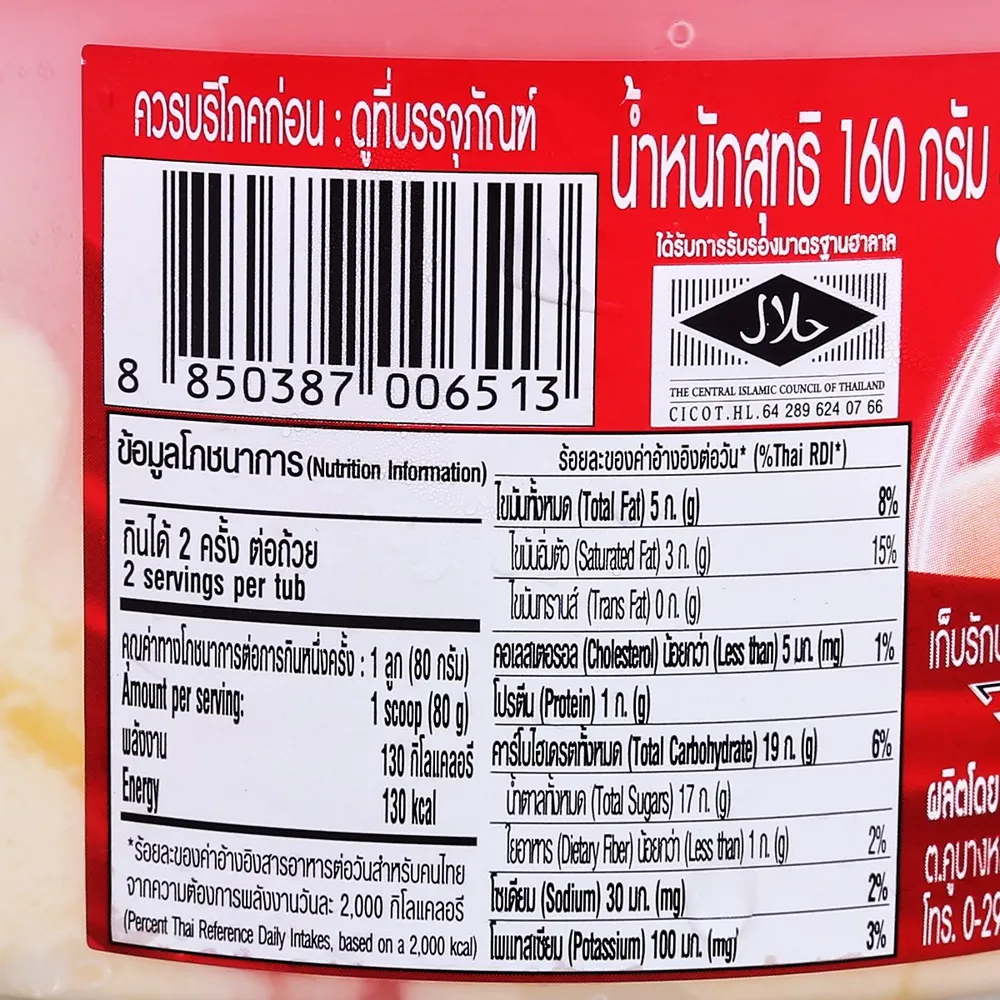 ควรบริโภคก่อน : ดูที่บรรจุภัณฑ์
น้ำหนักสุทธิ 160 กรัม
8 850387 006513
ได้รับการรับรองมาตรฐานฮาลาล
حلال
THE CENTRAL ISLAMIC COUNCIL OF THAILAND
CICOT.HL. 64 289 624 07 66
ข้อมูลโภชนาการ (Nutrition Information)
กินได้ 2 ครั้ง ต่อถ้วย
2 servings per tub
คุณค่าทางโภชนาการต่อการกินหนึ่งครั้ง : 1 ลูก (80 กรัม)
Amount per serving: 1 scoop (80 g)
พลังงาน 130 กิโลแคลอรี
Energy 130 kcal
*ร้อยละของค่าอ้างอิงสารอาหารต่อวันสำหรับคนไทย
จากความต้องการพลังงานวันละ 2,000 กิโลแคลอรี
(Percent Thai Reference Daily Intakes, based on a 2,000 kcal)
ร้อยละของค่าอ้างอิงต่อวัน* (%Thai RDI*)
ไขมันทั้งหมด (Total Fat) 5 ก. (g) 8%
ไขมันอิ่มตัว (Saturated Fat) 3 ก. (g) 15%
ไขมันทรานส์ (Trans Fat) 0 ก. (g)
คอเลสเตอรอล (Cholesterol) น้อยกว่า (Less than) 5 มก. (mg) 1%
โปรตีน (Protein) 1 ก. (g)
คาร์โบไฮเดรตทั้งหมด (Total Carbohydrate) 19 ก. (g) 6%
น้ำตาลทั้งหมด (Total Sugars) 17 ก. (g)
ใยอาหาร (Dietary Fiber) น้อยกว่า (Less than) 1 ก. (g) 2%
โซเดียม (Sodium) 30 มก. (mg) 2%
โพแทสเซียม (Potassium) 100 มก. (mg) 3%
ผลิตโดย
โทร. 0-29